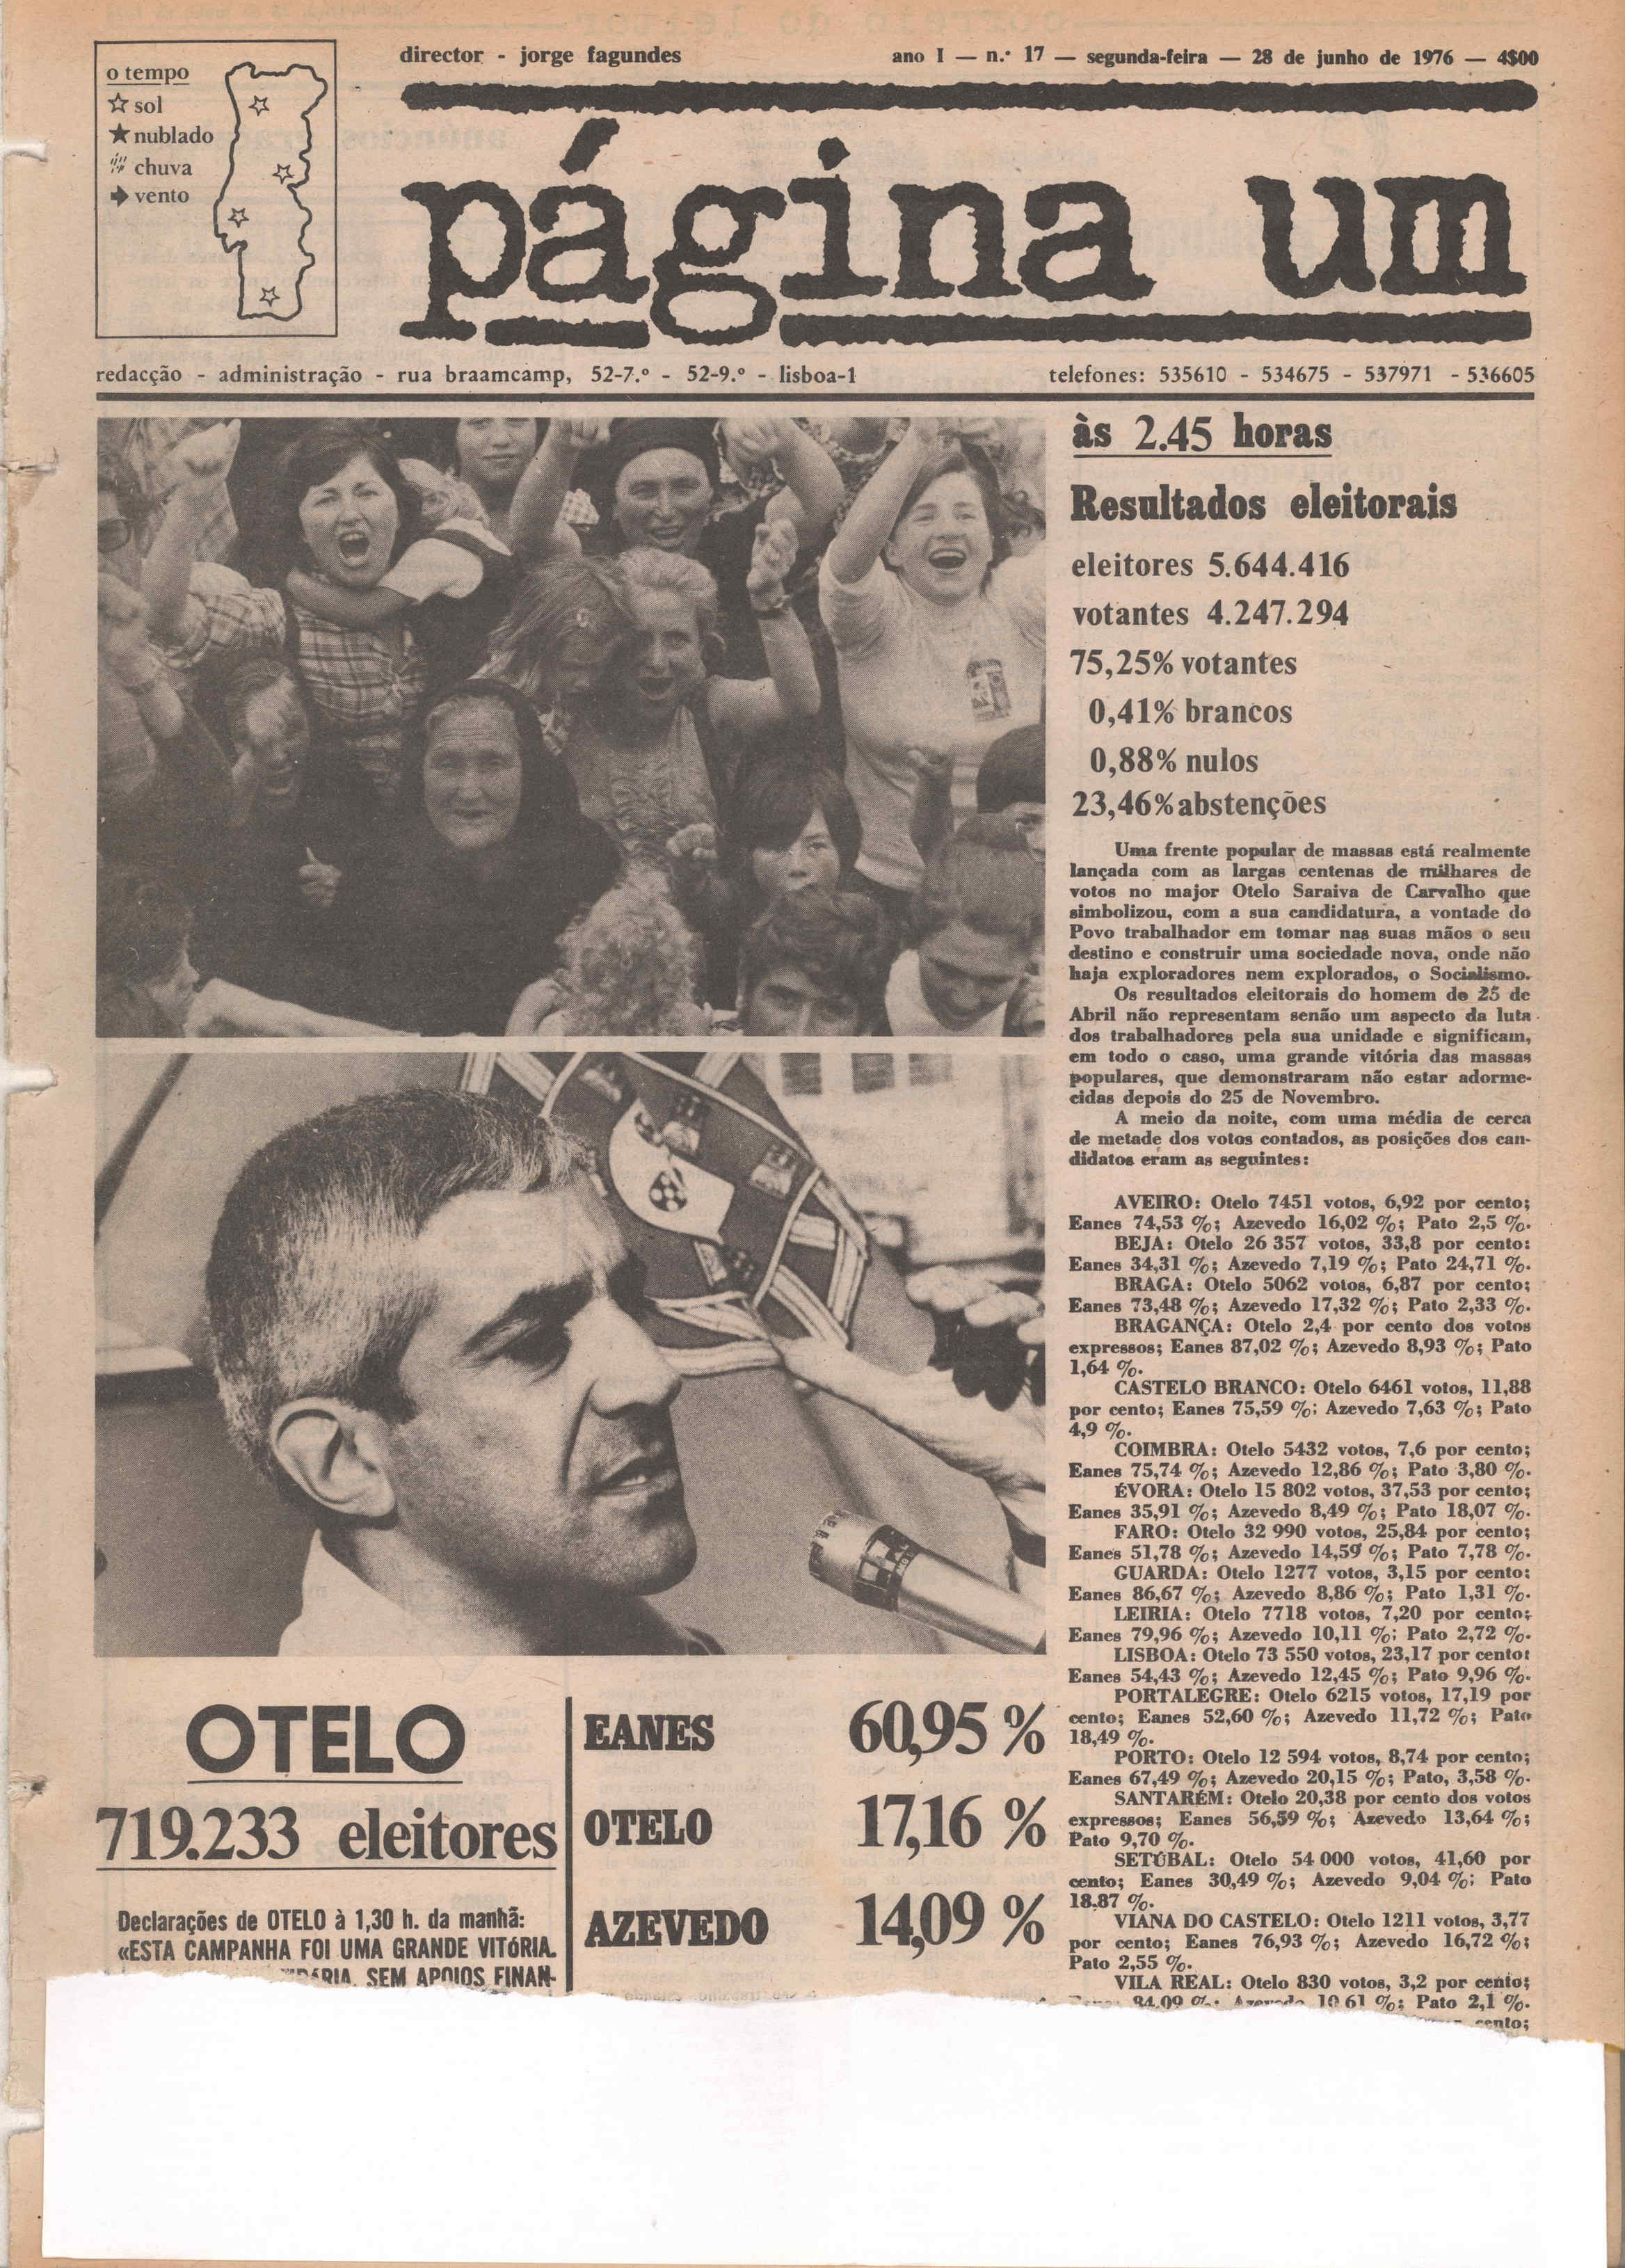 o tempo
sol
nublado
chuva
vento
director - jorge fagundes
ano I — n.º 17 — segunda-feira — 28 de junho de 1976 — 4$00
página um
redacção - administração - rua braamcamp, 52-7.º - 52-9.º - lisboa-1
telefones: 535610 - 534675 - 537971 - 536605
às 2.45 horas
Resultados eleitorais
eleitores 5.644.416
votantes 4.247.294
75,25% votantes
0,41% brancos
0,88% nulos
23,46% abstenções
Uma frente popular de massas está realmente
lançada com as largas centenas de milhares de
votos no major Otelo Saraiva de Carvalho que
simbolizou, com a sua candidatura, a vontade do
Povo trabalhador em tomar nas suas mãos o seu
destino e construir uma sociedade nova, onde não
haja exploradores nem explorados, o Socialismo.
Os resultados eleitorais do homem do 25 de
Abril não representam senão um aspecto da luta
dos trabalhadores pela sua unidade e significam,
em todo o caso, uma grande vitória das massas
populares, que demonstraram não estar adorme-
cidas depois do 25 de Novembro.
A meio da noite, com uma média de cerca
de metade dos votos contados, as posições dos can-
didatos eram as seguintes:
AVEIRO: Otelo 7451 votos, 6,92 por cento;
Eanes 74,53 %; Azevedo 16,02 %; Pato 2,5 %.
BEJA: Otelo 26 357 votos, 33,8 por cento:
Eanes 34,31 %; Azevedo 7,19 %; Pato 24,71 %.
BRAGA: Otelo 5062 votos, 6,87 por cento;
Eanes 73,48 %; Azevedo 17,32 %; Pato 2,33 %.
BRAGANÇA: Otelo 2,4 por cento dos votos
expressos; Eanes 87,02 %; Azevedo 8,93 %; Pato
1,64 %.
CASTELO BRANCO: Otelo 6461 votos, 11,88
por cento; Eanes 75,59 %; Azevedo 7,63 %; Pato
4,9 %.
COIMBRA: Otelo 5432 votos, 7,6 por cento;
Eanes 75,74 %; Azevedo 12,86 %; Pato 3,80 %.
ÉVORA: Otelo 15 802 votos, 37,53 por cento;
Eanes 35,91 %; Azevedo 8,49 %; Pato 18,07 %.
FARO: Otelo 32 990 votos, 25,84 por cento;
Eanes 51,78 %; Azevedo 14,59 %; Pato 7,78 %.
GUARDA: Otelo 1277 votos, 3,15 por cento;
Eanes 86,67 %; Azevedo 8,86 %; Pato 1,31 %.
LEIRIA: Otelo 7718 votos, 7,20 por cento;
Eanes 79,96 %; Azevedo 10,11 %; Pato 2,72 %.
LISBOA: Otelo 73 550 votos, 23,17 por cento:
Eanes 54,43 %; Azevedo 12,45 %; Pato 9,96 %.
PORTALEGRE: Otelo 6215 votos, 17,19 por
cento; Eanes 52,60 %; Azevedo 11,72 %; Pato
18,49 %.
PORTO: Otelo 12 594 votos, 8,74 por cento;
Eanes 67,49 %; Azevedo 20,15 %; Pato, 3,58 %.
SANTARÉM: Otelo 20,38 por cento dos votos
expressos; Eanes 56,59 %; Azevedo 13,64 %;
Pato 9,70 %.
SETÚBAL: Otelo 54 000 votos, 41,60 por
cento; Eanes 30,49 %; Azevedo 9,04 %; Pato
18,87 %.
VIANA DO CASTELO: Otelo 1211 votos, 3,77
por cento; Eanes 76,93 %; Azevedo 16,72 %;
Pato 2,55 %.
VILA REAL: Otelo 830 votos, 3,2 por cento;
84,09 %; Azevedo 10,61 %; Pato 2,1 %.
cento;
OTELO
719.233 eleitores
Declarações de OTELO à 1,30 h. da manhã:
«ESTA CAMPANHA FOI UMA GRANDE VITÓRIA.
SEM APOIOS FINAN-
EANES 60,95 %
OTELO 17,16 %
AZEVEDO 14,09 %